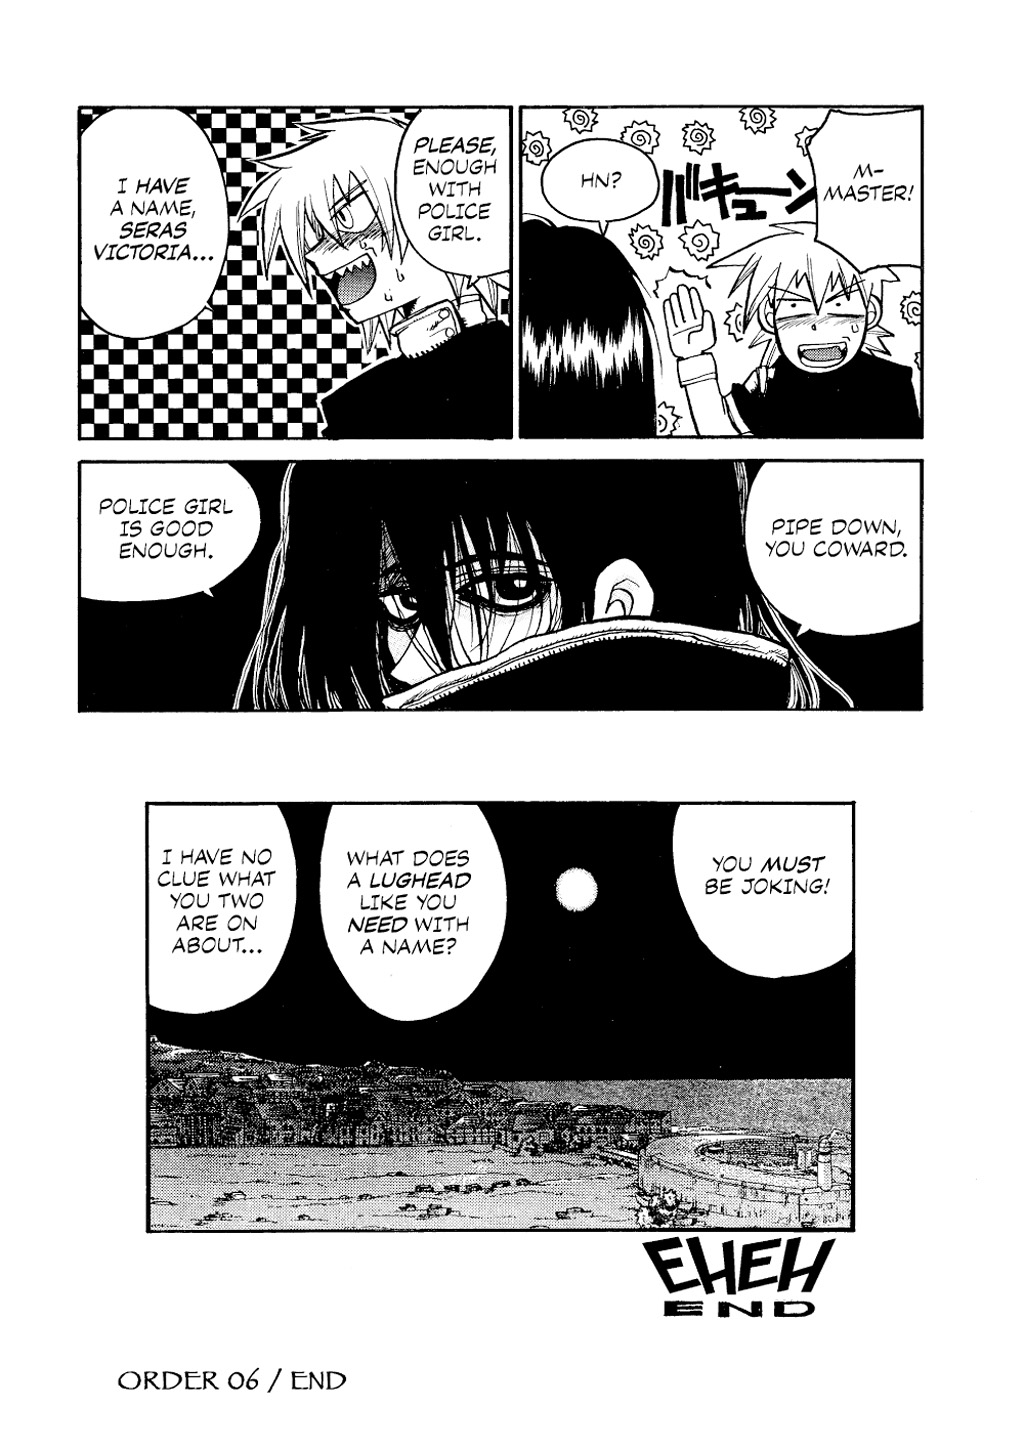 M-
MASTER!
バキューン
HN?
PLEASE,
ENOUGH
WITH
POLICE
GIRL.
I HAVE
A NAME,
SERAS
VICTORIA...
PIPE DOWN,
YOU COWARD.
POLICE GIRL
IS GOOD
ENOUGH.
YOU MUST
BE JOKING!
WHAT DOES
A LUGHEAD
LIKE YOU
NEED WITH
A NAME?
I HAVE NO
CLUE WHAT
YOU TWO
ARE ON
ABOUT...
EHEH
END
ORDER 06 / END